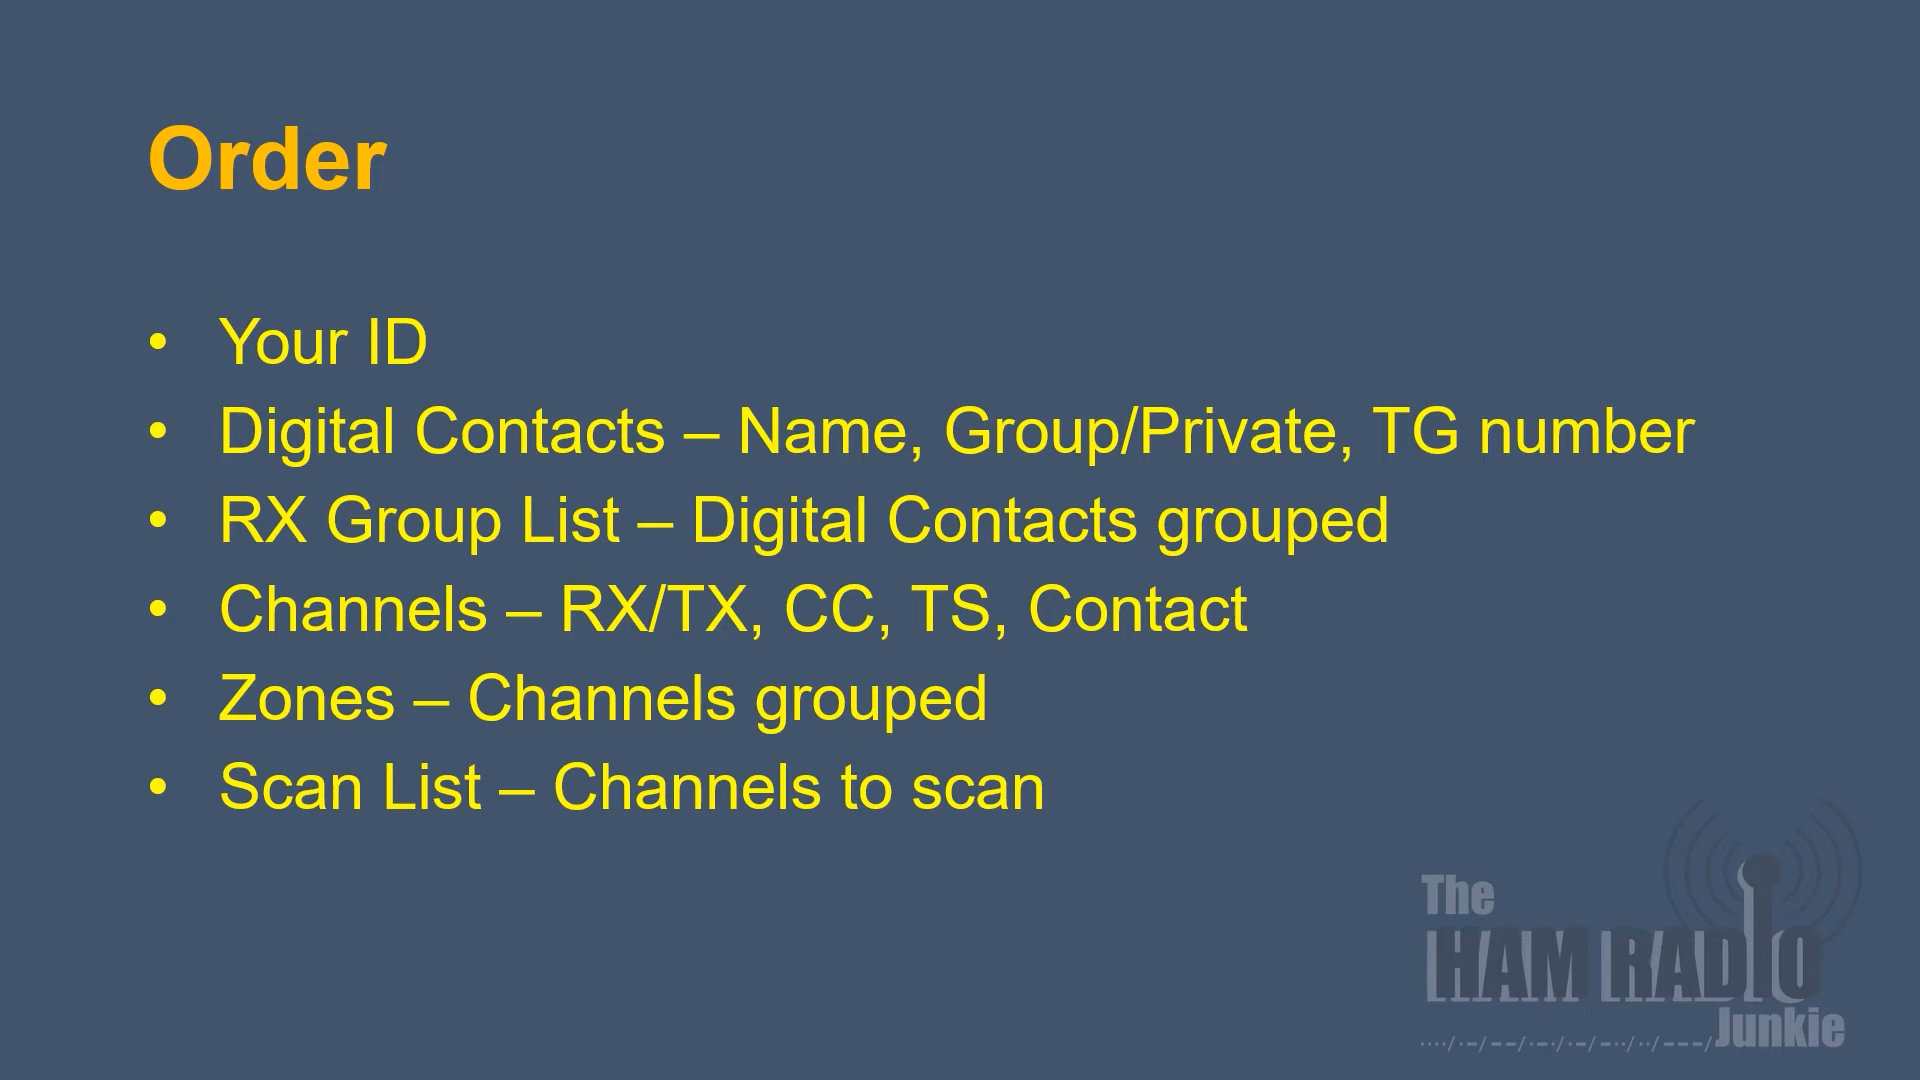 Order
• Your ID
• Digital Contacts – Name, Group/Private, TG number
• RX Group List – Digital Contacts grouped
• Channels – RX/TX, CC, TS, Contact
• Zones – Channels grouped
• Scan List – Channels to scan
The
HAM RADIO
Junkie
····/·−/−−/·−·/·−/−··/··/−−−/